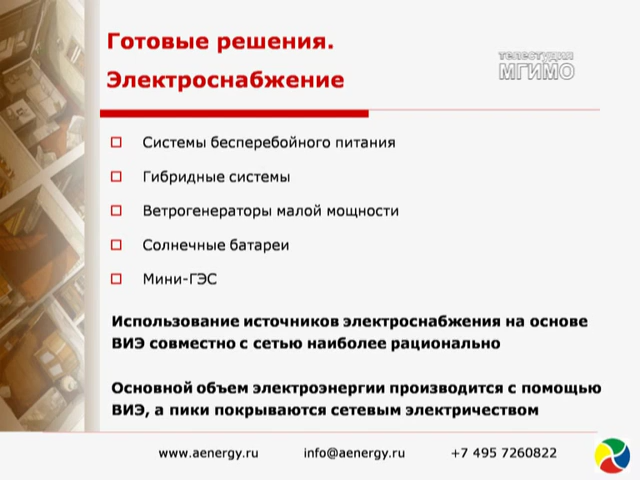 Готовые решения.
Электроснабжение
телестудия
МГИМО
Системы бесперебойного питания
Гибридные системы
Ветрогенераторы малой мощности
Солнечные батареи
Мини-ГЭС
Использование источников электроснабжения на основе
ВИЭ совместно с сетью наиболее рационально
Основной объем электроэнергии производится с помощью
ВИЭ, а пики покрываются сетевым электричеством
www.aenergy.ru info@aenergy.ru +7 495 7260822